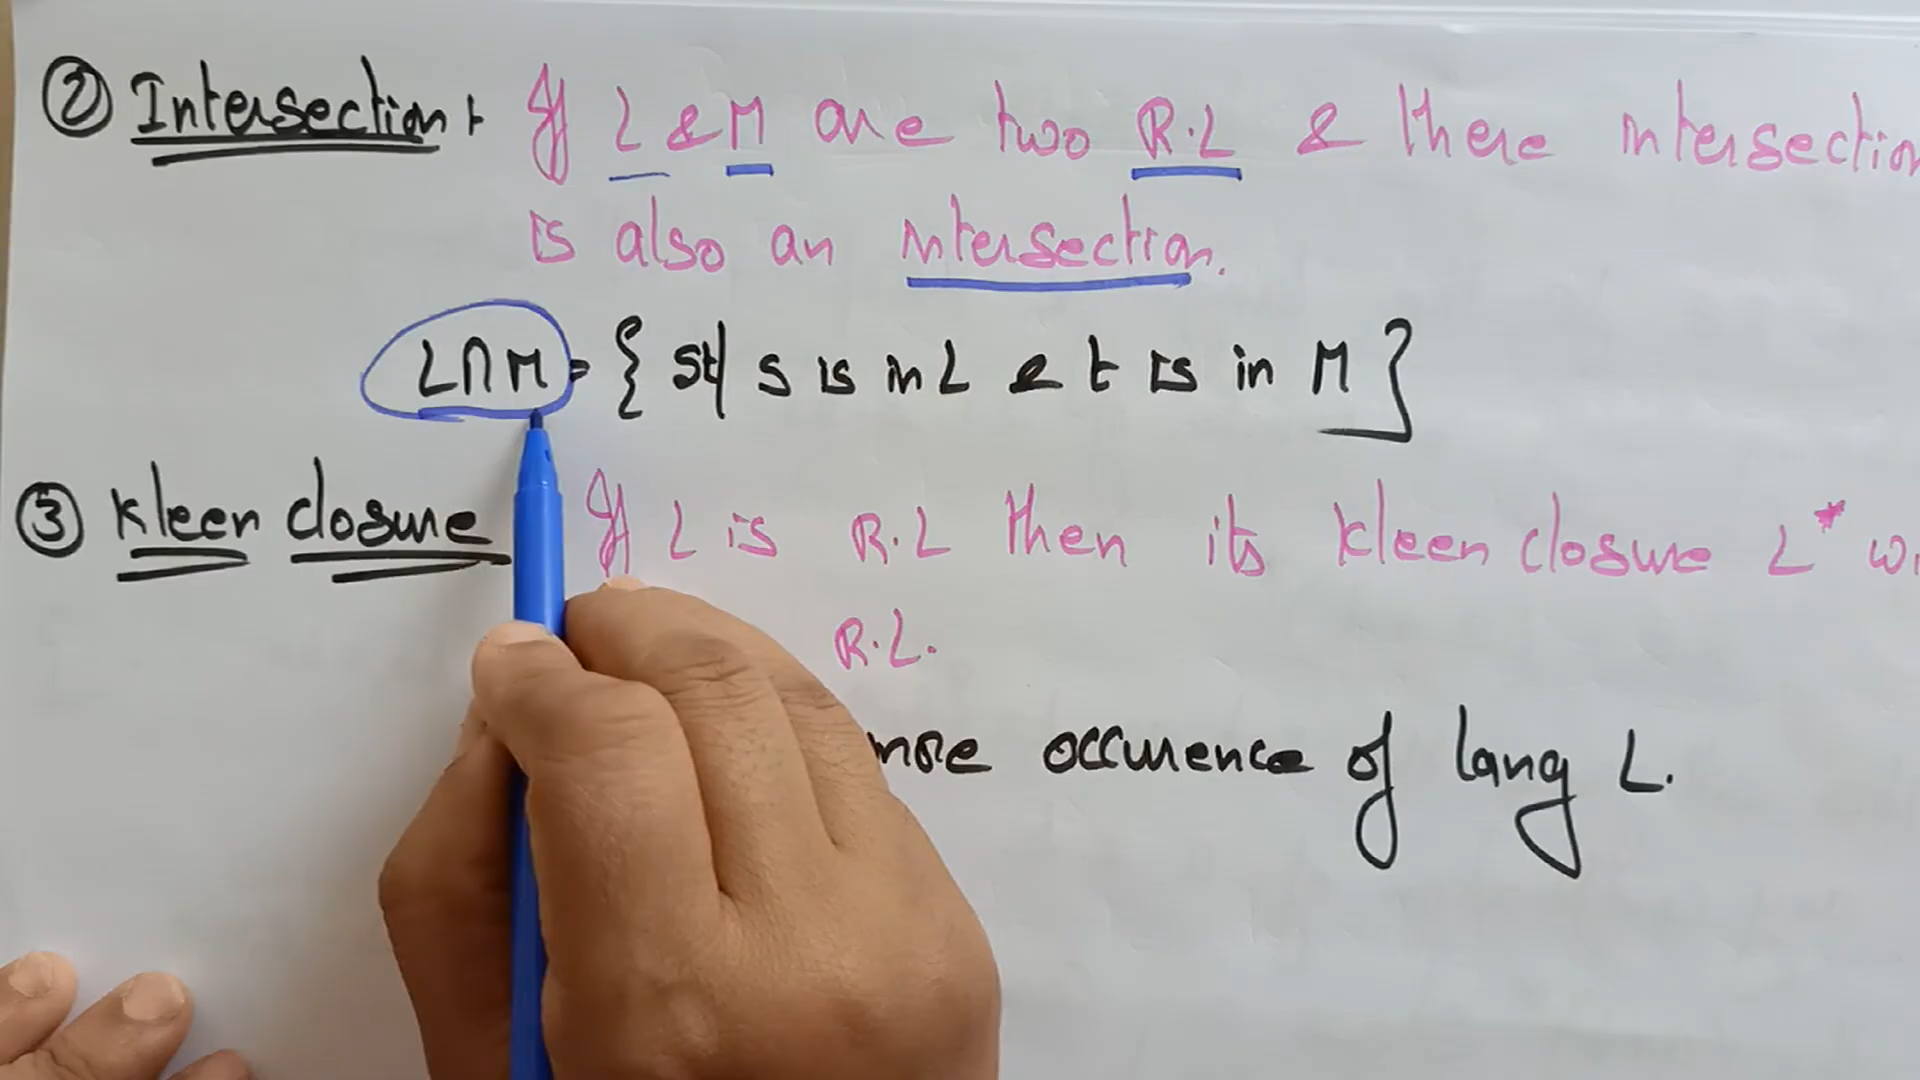 ② Intersection: If L & M are two R.L & there intersection
is also an intersection.
L∩M = { st| s is in L & t is in M }
③ Kleen closure If L is R.L then its kleen closure L*
R.L.
more occurence of lang L.